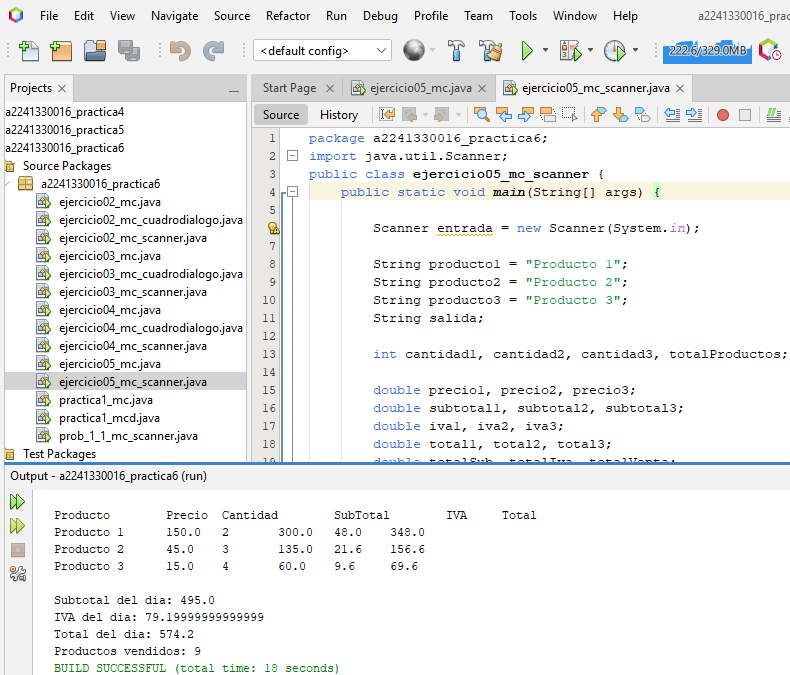 File Edit View Navigate Source Refactor Run Debug Profile Team Tools Window Help a2241330016_prac
<default config> 222.6/329.0MB
Projects Start Page ejercicio05_mc.java ejercicio05_mc_scanner.java
Source History
a2241330016_practica4
a2241330016_practica5
a2241330016_practica6
Source Packages
a2241330016_practica6
ejercicio02_mc.java
ejercicio02_mc_cuadrodialogo.java
ejercicio02_mc_scanner.java
ejercicio03_mc.java
ejercicio03_mc_cuadrodialogo.java
ejercicio03_mc_scanner.java
ejercicio04_mc.java
ejercicio04_mc_cuadrodialogo.java
ejercicio04_mc_scanner.java
ejercicio05_mc.java
ejercicio05_mc_scanner.java
practica1_mc.java
practica1_mcd.java
prob_1_1_mc_scanner.java
Test Packages
1 package a2241330016_practica6;
2 import java.util.Scanner;
3 public class ejercicio05_mc_scanner {
4 public static void main(String[] args) {
5
Scanner entrada = new Scanner(System.in);
7
8 String producto1 = "Producto 1";
9 String producto2 = "Producto 2";
10 String producto3 = "Producto 3";
11 String salida;
12
13 int cantidad1, cantidad2, cantidad3, totalProductos;
14
15 double precio1, precio2, precio3;
16 double subtotal1, subtotal2, subtotal3;
17 double iva1, iva2, iva3;
18 double total1, total2, total3;
19 double totalSub, totalIva, totalVenta;
Output - a2241330016_practica6 (run)
Producto Precio Cantidad SubTotal IVA Total
Producto 1 150.0 2 300.0 48.0 348.0
Producto 2 45.0 3 135.0 21.6 156.6
Producto 3 15.0 4 60.0 9.6 69.6
Subtotal del dia: 495.0
IVA del dia: 79.19999999999999
Total del dia: 574.2
Productos vendidos: 9
BUILD SUCCESSFUL (total time: 18 seconds)